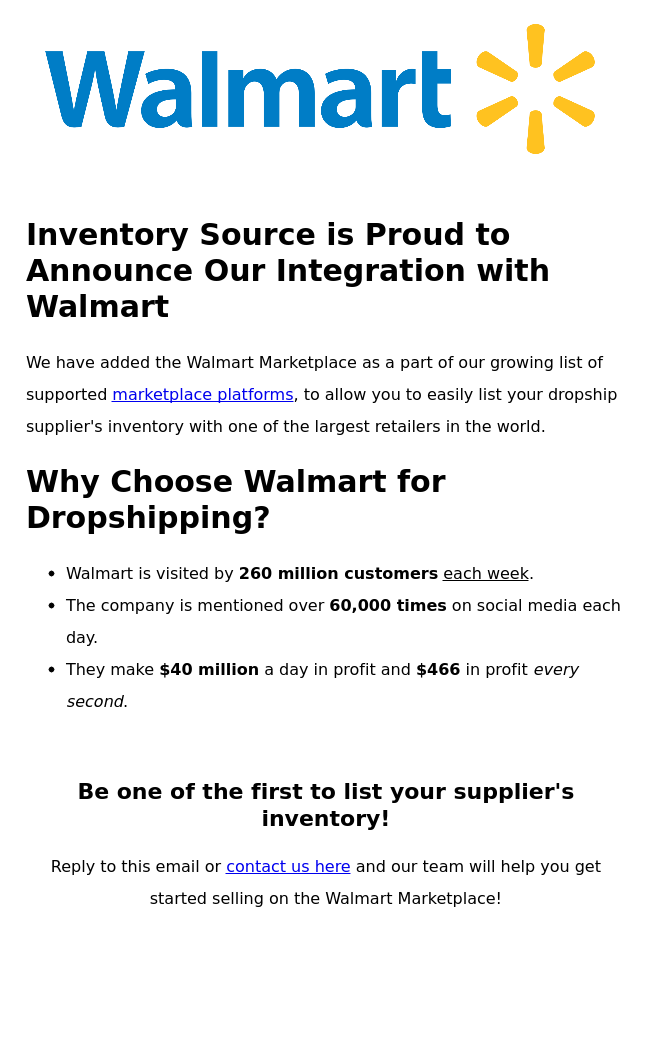 Walmart
Inventory Source is Proud to
Announce Our Integration with
Walmart
We have added the Walmart Marketplace as a part of our growing list of
supported marketplace platforms, to allow you to easily list your dropship
supplier's inventory with one of the largest retailers in the world.
Why Choose Walmart for
Dropshipping?
• Walmart is visited by 260 million customers each week.
• The company is mentioned over 60,000 times on social media each
day.
• They make $40 million a day in profit and $466 in profit every
second.
Be one of the first to list your supplier's
inventory!
Reply to this email or contact us here and our team will help you get
started selling on the Walmart Marketplace!